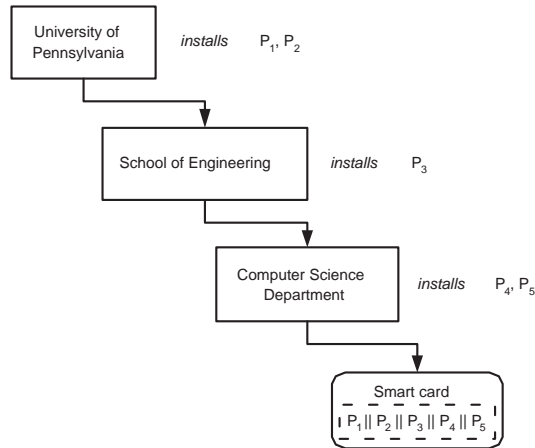 University of
Pennsylvania
installs P₁, P₂
School of Engineering
installs P₃
Computer Science
Department
installs P₄, P₅
Smart card
P₁ || P₂ || P₃ || P₄ || P₅